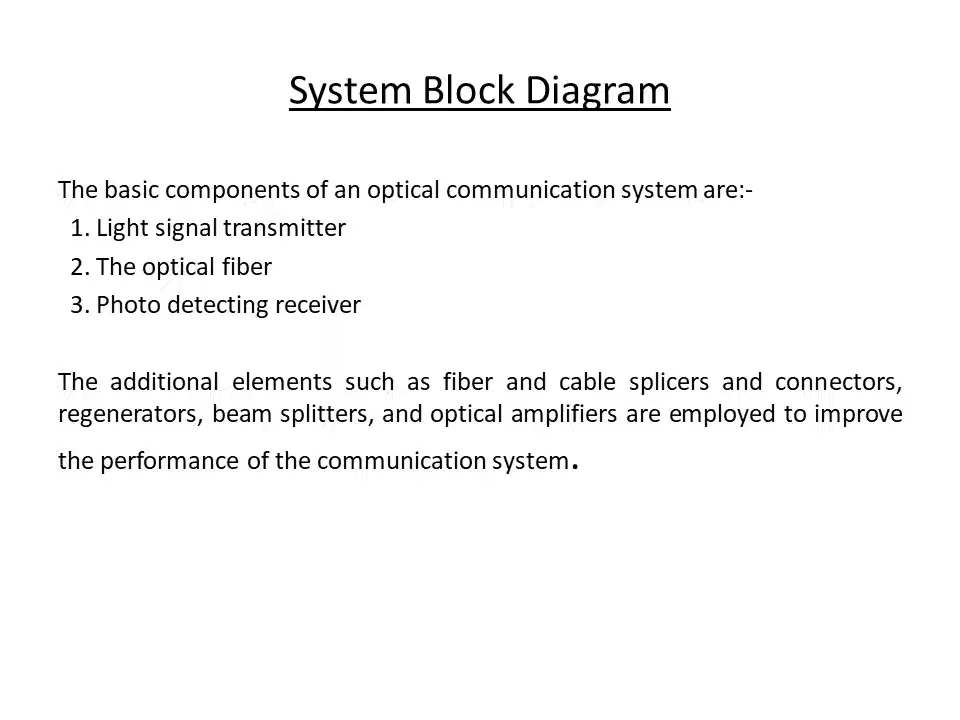 System Block Diagram
The basic components of an optical communication system are:-
1. Light signal transmitter
2. The optical fiber
3. Photo detecting receiver
The additional elements such as fiber and cable splicers and connectors,
regenerators, beam splitters, and optical amplifiers are employed to improve
the performance of the communication system.